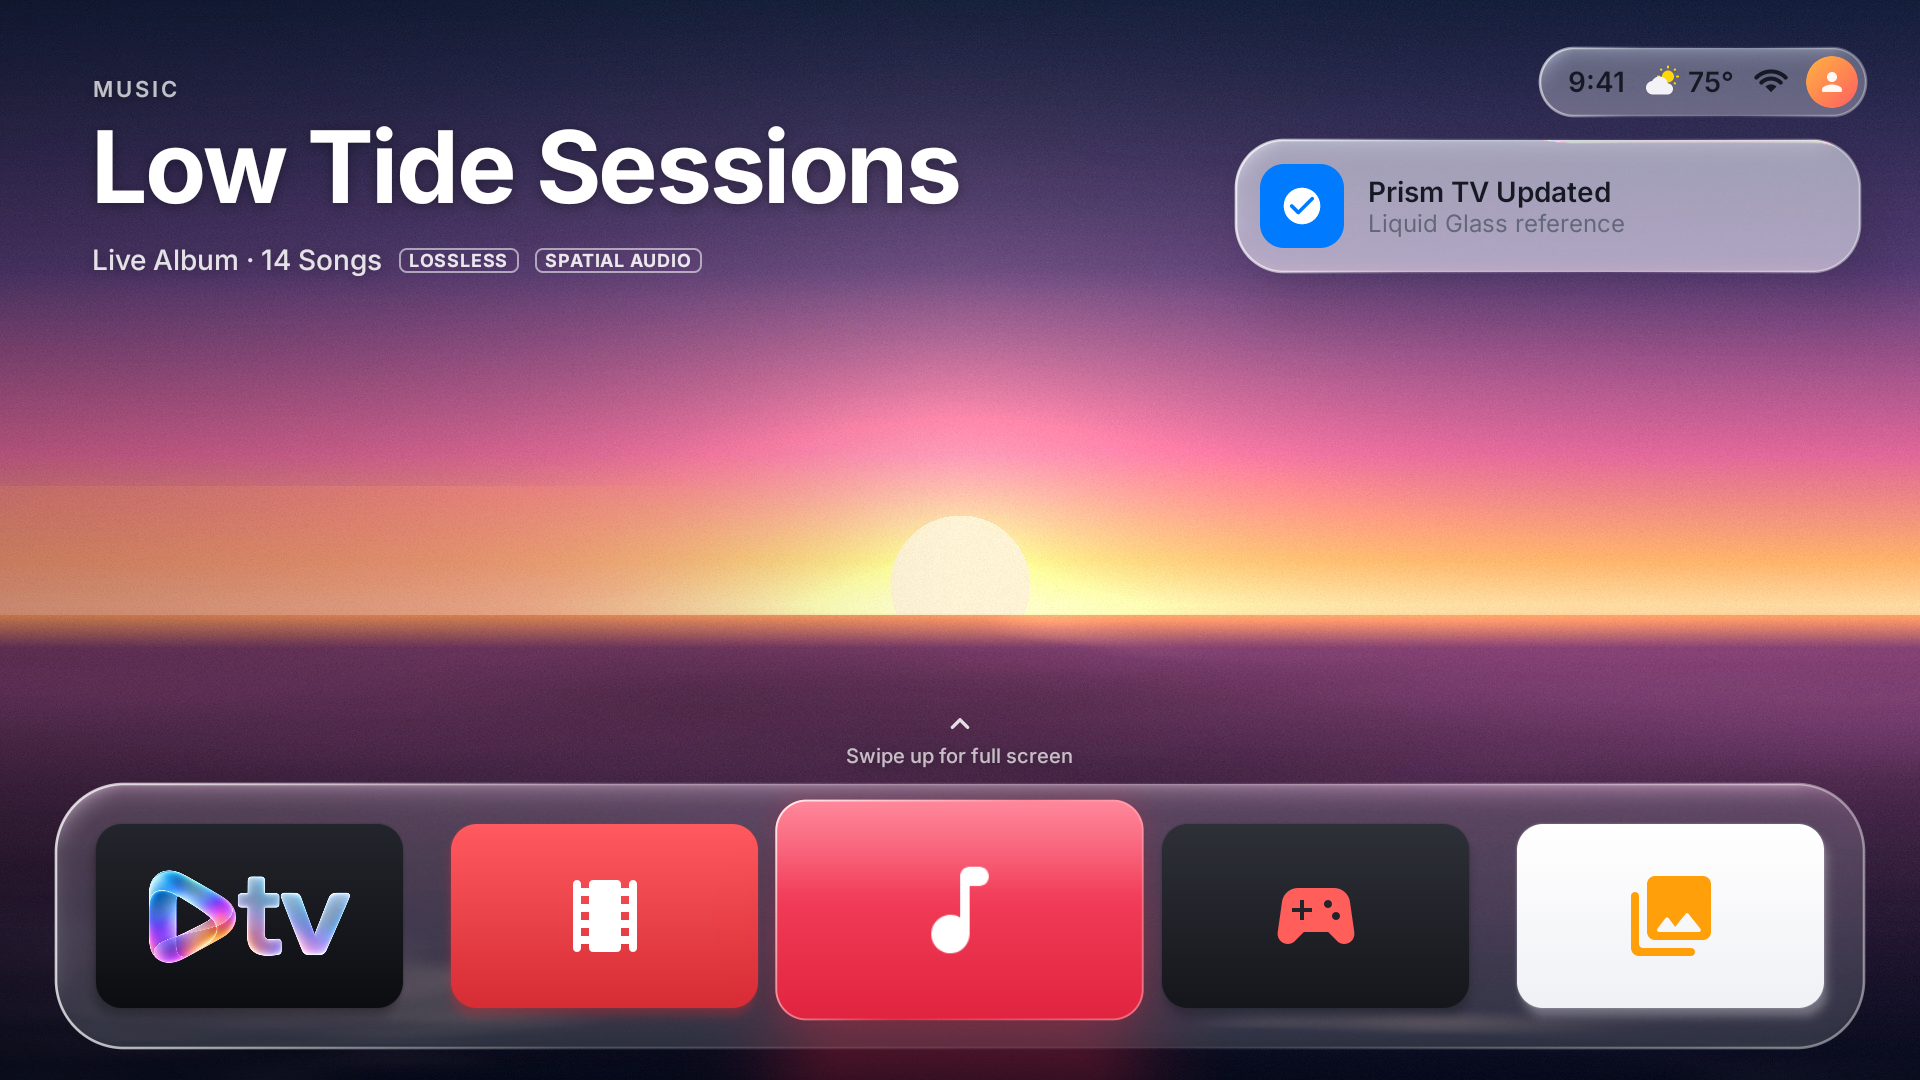 MUSIC
Low Tide Sessions
Live Album · 14 Songs LOSSLESS SPATIAL AUDIO
9:41 75°
Prism TV Updated
Liquid Glass reference
Swipe up for full screen
tv